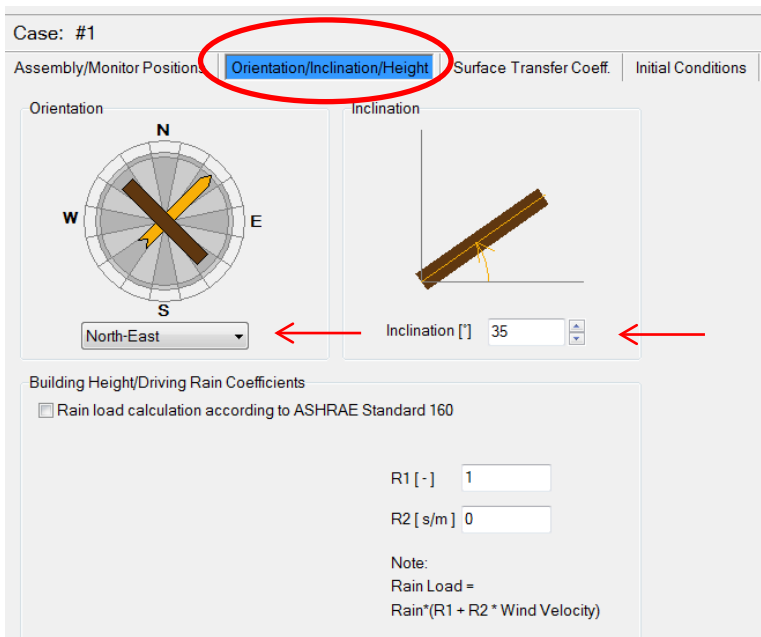 Case: #1
Assembly/Monitor Positions Orientation/Inclination/Height Surface Transfer Coeff. Initial Conditions
Orientation
N
W
E
S
North-East
Inclination
Inclination [°] 35
Building Height/Driving Rain Coefficients
Rain load calculation according to ASHRAE Standard 160
R1 [ - ] 1
R2 [ s/m ] 0
Note:
Rain Load =
Rain*(R1 + R2 * Wind Velocity)